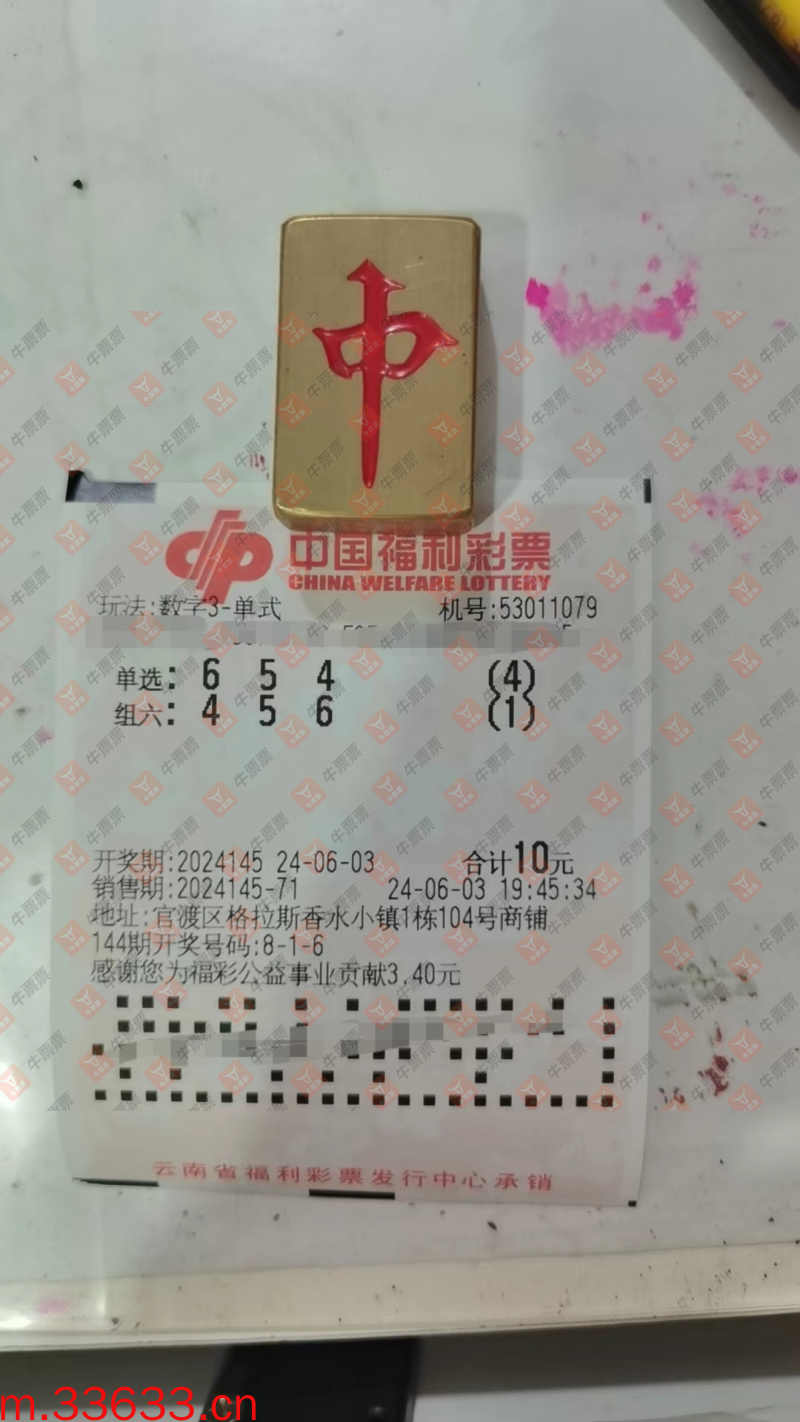 中
中国福利彩票
CHINA WELFARE LOTTERY
玩法:数字3-单式 机号:53011079
单选: 6 5 4 (4)
组六: 4 5 6 (1)
开奖期:2024145 24-06-03 合计10元
销售期:2024145-71 24-06-03 19:45:34
地址:官渡区格拉斯香水小镇1栋104号商铺
144期开奖号码:8-1-6
感谢您为福彩公益事业贡献3.40元
云南省福利彩票发行中心承销
牛票票
m.33633.cn